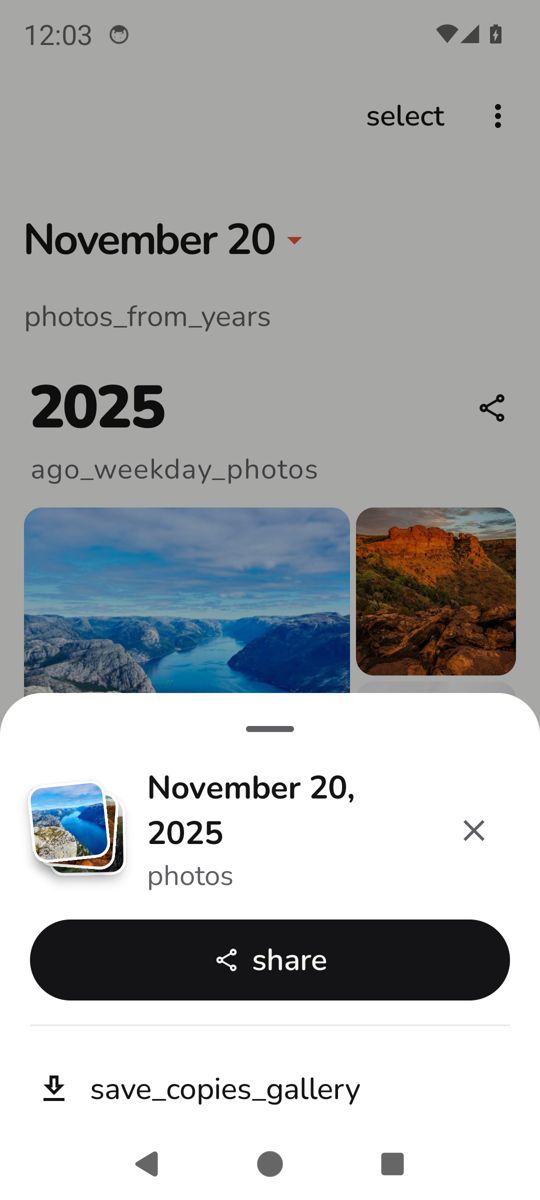 12:03
select
November 20
photos_from_years
2025
ago_weekday_photos
November 20,
2025
photos
share
save_copies_gallery